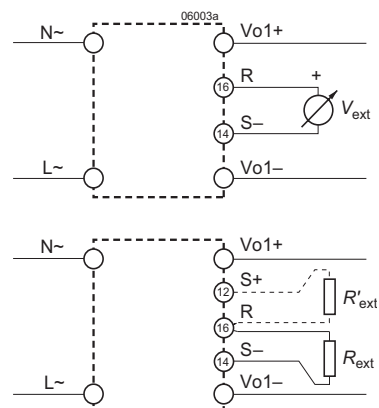 06003a
N~ Vo1+
16 R +
Vext
14 S–
L~ Vo1–
N~ Vo1+
12 S+
R'ext
16 R
14 S–
Rext
L~ Vo1–